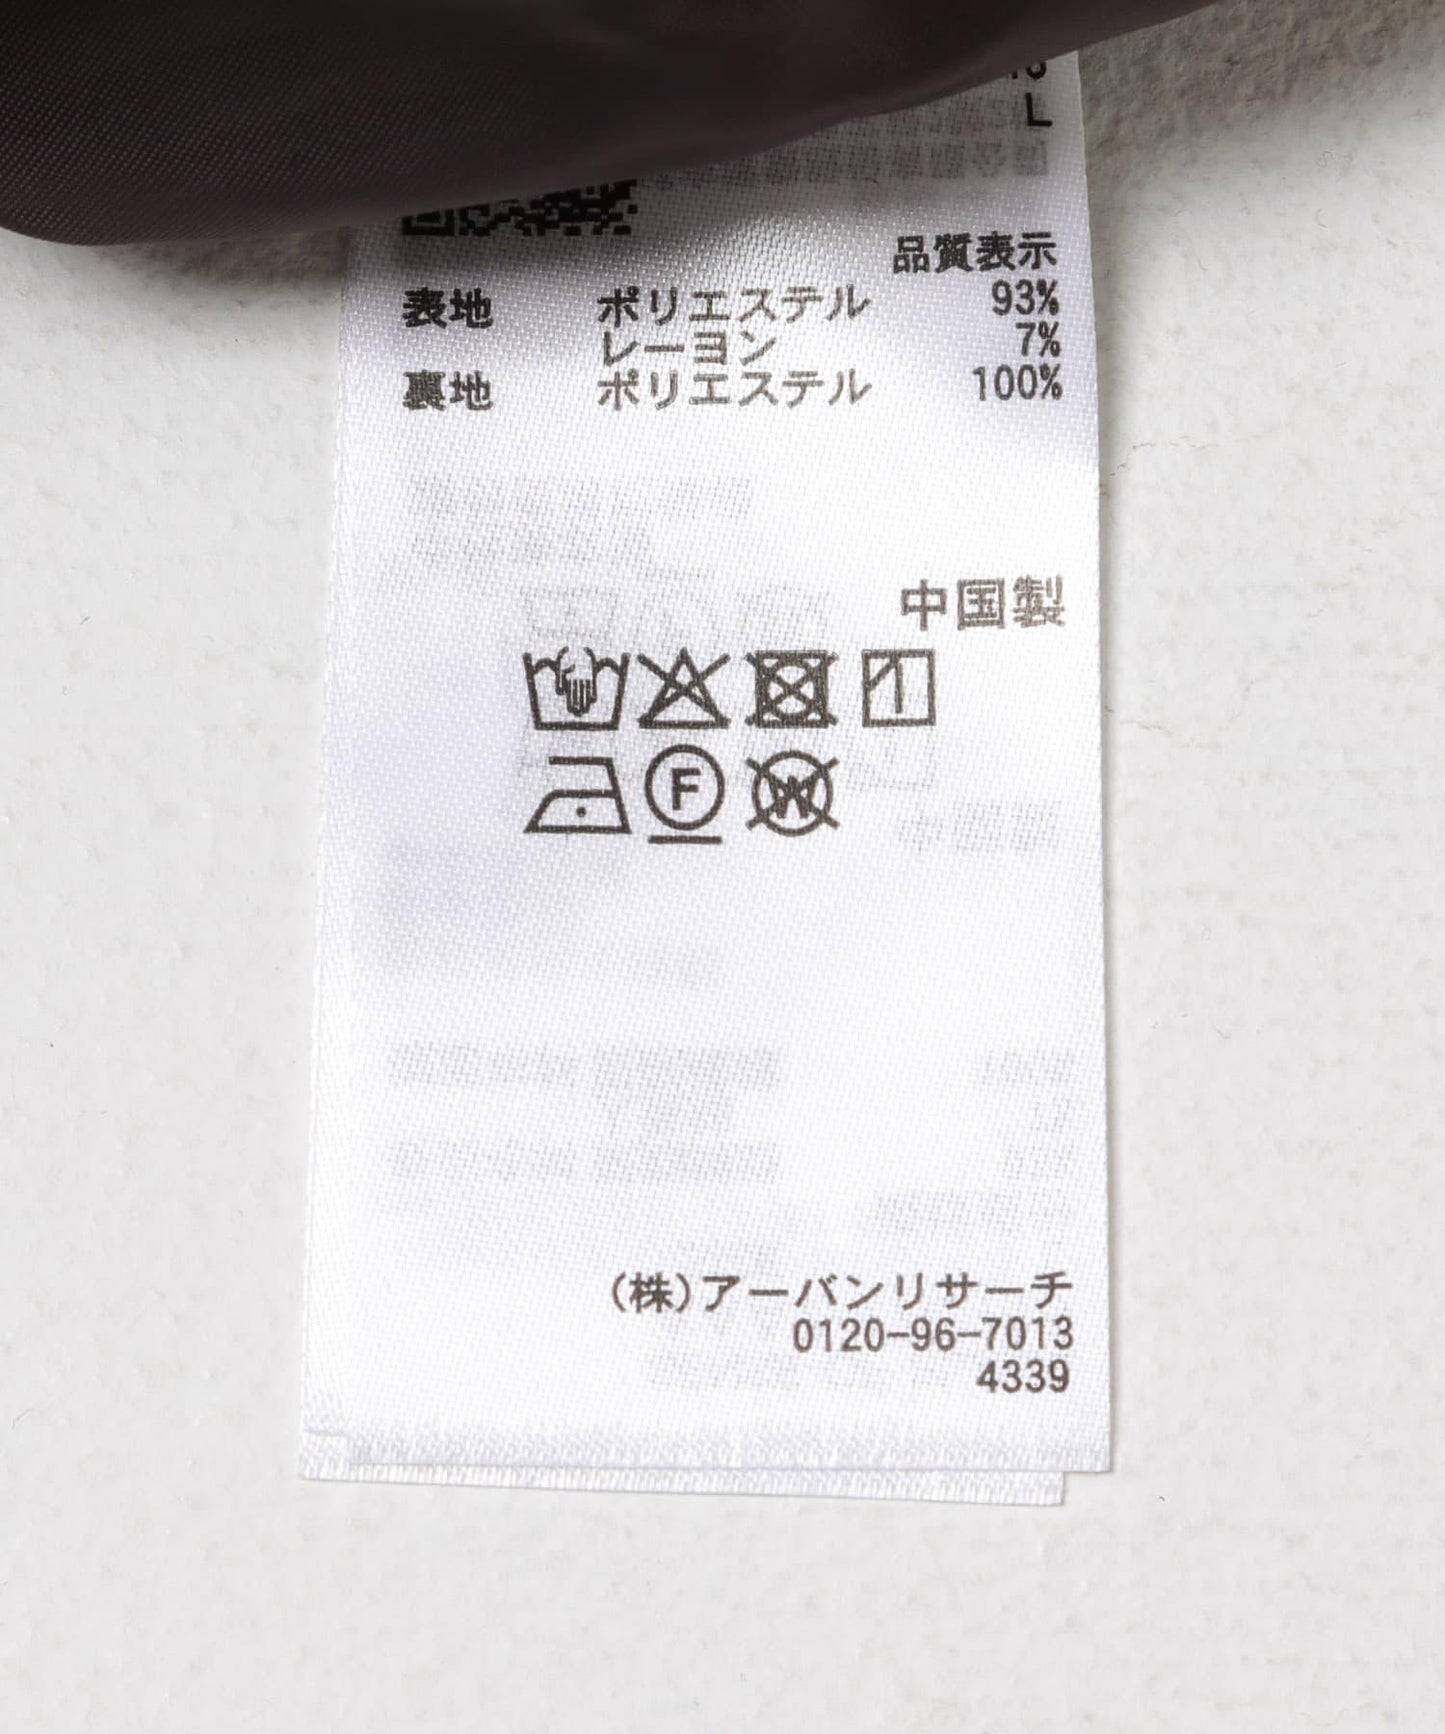 L
品質表示
表地 ポリエステル 93%
レーヨン 7%
裏地 ポリエステル 100%
中国製
F W
(株)アーバンリサーチ
0120-96-7013
4339